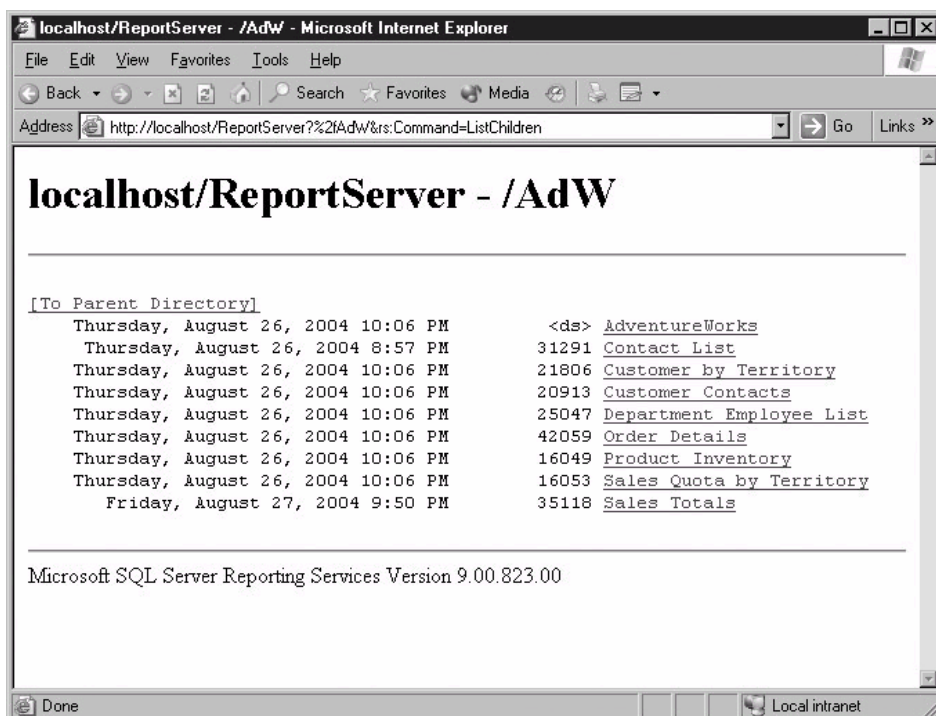 localhost/ReportServer - /AdW - Microsoft Internet Explorer
File Edit View Favorites Tools Help
Back Search Favorites Media
Address http://localhost/ReportServer?%2fAdW&rs:Command=ListChildren Go Links »
localhost/ReportServer - /AdW
[To Parent Directory]
Thursday, August 26, 2004 10:06 PM <ds> AdventureWorks
Thursday, August 26, 2004 8:57 PM 31291 Contact List
Thursday, August 26, 2004 10:06 PM 21806 Customer by Territory
Thursday, August 26, 2004 10:06 PM 20913 Customer Contacts
Thursday, August 26, 2004 10:06 PM 25047 Department Employee List
Thursday, August 26, 2004 10:06 PM 42059 Order Details
Thursday, August 26, 2004 10:06 PM 16049 Product Inventory
Thursday, August 26, 2004 10:06 PM 16053 Sales Quota by Territory
Friday, August 27, 2004 9:50 PM 35118 Sales Totals
Microsoft SQL Server Reporting Services Version 9.00.823.00
Done Local intranet